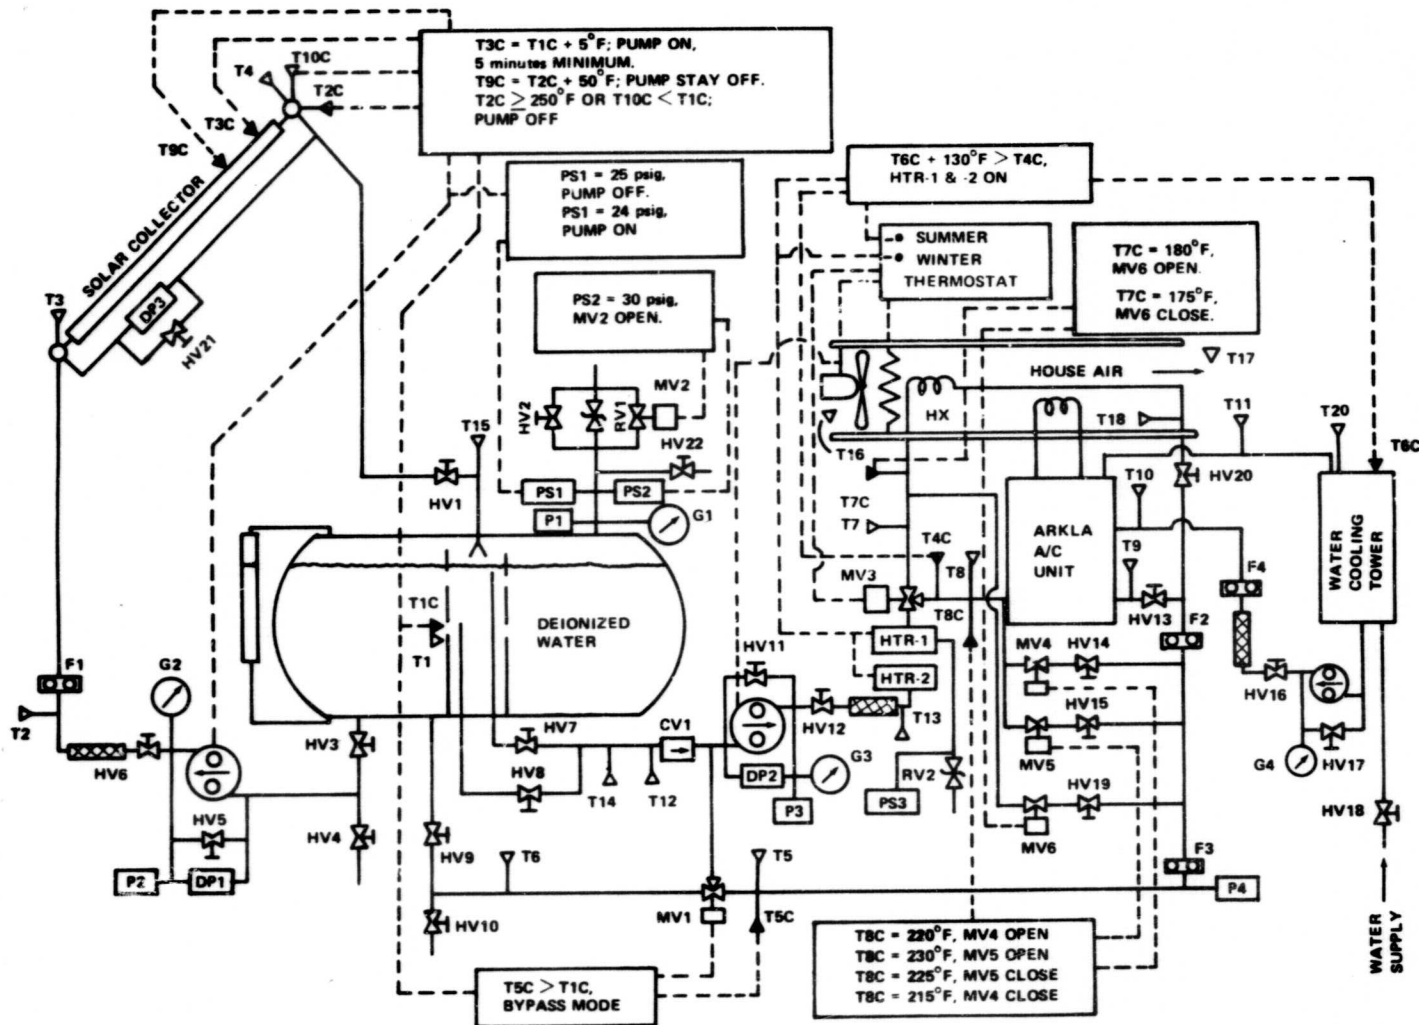 T3C = T1C + 5°F; PUMP ON,
5 minutes MINIMUM.
T9C = T2C + 50°F; PUMP STAY OFF.
T2C ≥ 250°F OR T10C < T1C;
PUMP OFF
T10C
T4
T2C
T3C
T9C
SOLAR COLLECTOR
T3
DP3
HV21
PS1 = 25 psig,
PUMP OFF.
PS1 = 24 psig,
PUMP ON
PS2 = 30 psig,
MV2 OPEN.
T6C + 130°F > T4C,
HTR-1 & -2 ON
SUMMER
WINTER
THERMOSTAT
T7C = 180°F,
MV6 OPEN.
T7C = 175°F,
MV6 CLOSE.
HOUSE AIR
T17
HX
T18
T11
T20
T6C
T16
HV2
RV1
MV2
HV22
T15
HV1
PS1
PS2
P1
G1
T7C
T7
T4C
T8
T10
HV20
ARKLA
A/C
UNIT
T9
F4
WATER
COOLING
TOWER
MV3
T8C
HV13
F2
T1C
T1
DEIONIZED
WATER
HTR-1
HTR-2
HV11
MV4
HV14
HV15
MV5
HV16
F1
G2
T2
HV6
HV3
HV7
CV1
HV12
T13
HV8
T14
T12
DP2
G3
P3
RV2
PS3
HV19
MV6
G4
HV17
HV18
HV5
HV4
HV9
T6
T5
F3
P2
DP1
P4
HV10
MV1
T5C
T5C > T1C,
BYPASS MODE
T8C = 220°F, MV4 OPEN
T8C = 230°F, MV5 OPEN
T8C = 225°F, MV5 CLOSE
T8C = 215°F, MV4 CLOSE
WATER
SUPPLY